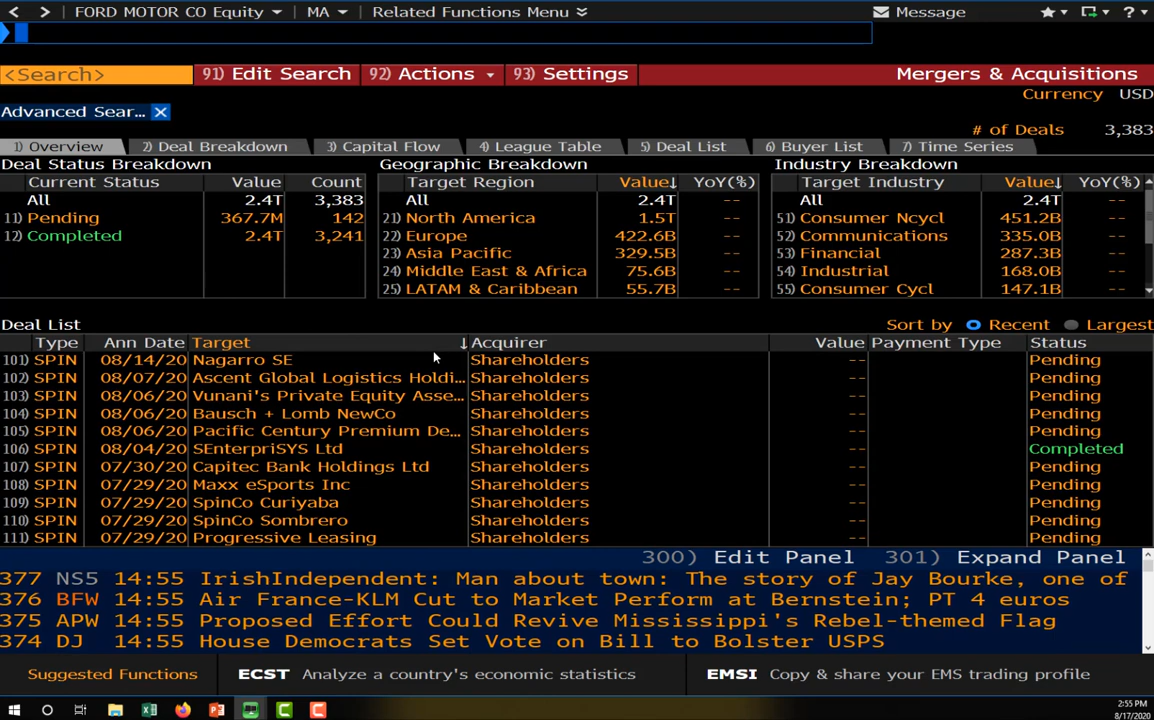 < > FORD MOTOR CO Equity MA Related Functions Menu Message ?
<Search> 91) Edit Search 92) Actions 93) Settings Mergers & Acquisitions
Currency USD
Advanced Sear... X
# of Deals 3,383
1) Overview 2) Deal Breakdown 3) Capital Flow 4) League Table 5) Deal List 6) Buyer List 7) Time Series
Deal Status Breakdown Geographic Breakdown Industry Breakdown
Current Status Value Count Target Region Value↓ YoY(%) Target Industry Value↓ YoY(%)
All 2.4T 3,383 All 2.4T -- All 2.4T --
11) Pending 367.7M 142 21) North America 1.5T -- 51) Consumer Ncycl 451.2B --
12) Completed 2.4T 3,241 22) Europe 422.6B -- 52) Communications 335.0B --
23) Asia Pacific 329.5B -- 53) Financial 287.3B --
24) Middle East & Africa 75.6B -- 54) Industrial 168.0B --
25) LATAM & Caribbean 55.7B -- 55) Consumer Cycl 147.1B --
Deal List Sort by Recent Largest
Type Ann Date Target ↓ Acquirer Value Payment Type Status
101) SPIN 08/14/20 Nagarro SE Shareholders -- Pending
102) SPIN 08/07/20 Ascent Global Logistics Holdi... Shareholders -- Pending
103) SPIN 08/06/20 Vunani's Private Equity Asse... Shareholders -- Pending
104) SPIN 08/06/20 Bausch + Lomb NewCo Shareholders -- Pending
105) SPIN 08/06/20 Pacific Century Premium De... Shareholders -- Pending
106) SPIN 08/04/20 SEnterpriSYS Ltd Shareholders -- Completed
107) SPIN 07/30/20 Capitec Bank Holdings Ltd Shareholders -- Pending
108) SPIN 07/29/20 Maxx eSports Inc Shareholders -- Pending
109) SPIN 07/29/20 SpinCo Curiyaba Shareholders -- Pending
110) SPIN 07/29/20 SpinCo Sombrero Shareholders -- Pending
111) SPIN 07/29/20 Progressive Leasing Shareholders -- Pending
300) Edit Panel 301) Expand Panel
377 NS5 14:55 IrishIndependent: Man about town: The story of Jay Bourke, one of
376 BFW 14:55 Air France-KLM Cut to Market Perform at Bernstein; PT 4 euros
375 APW 14:55 Proposed Effort Could Revive Mississippi's Rebel-themed Flag
374 DJ 14:55 House Democrats Set Vote on Bill to Bolster USPS
Suggested Functions ECST Analyze a country's economic statistics EMSI Copy & share your EMS trading profile
2:55 PM
8/17/2020